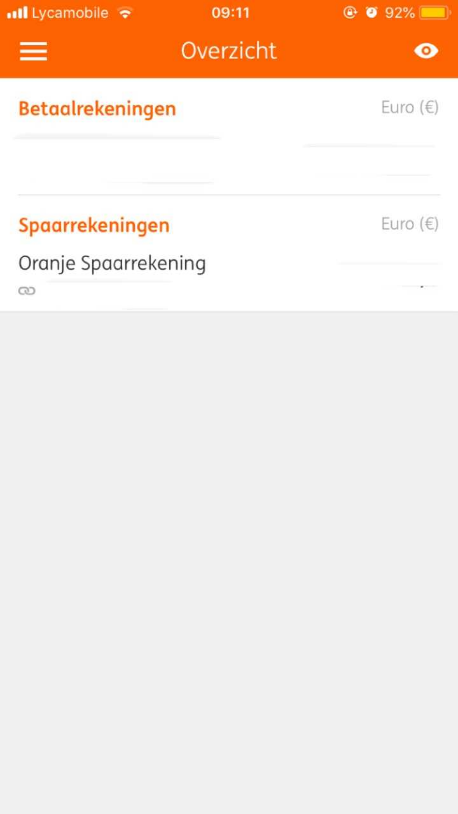 Lycamobile 09:11 92%
Overzicht
Betaalrekeningen Euro (€)
Spaarrekeningen Euro (€)
Oranje Spaarrekening